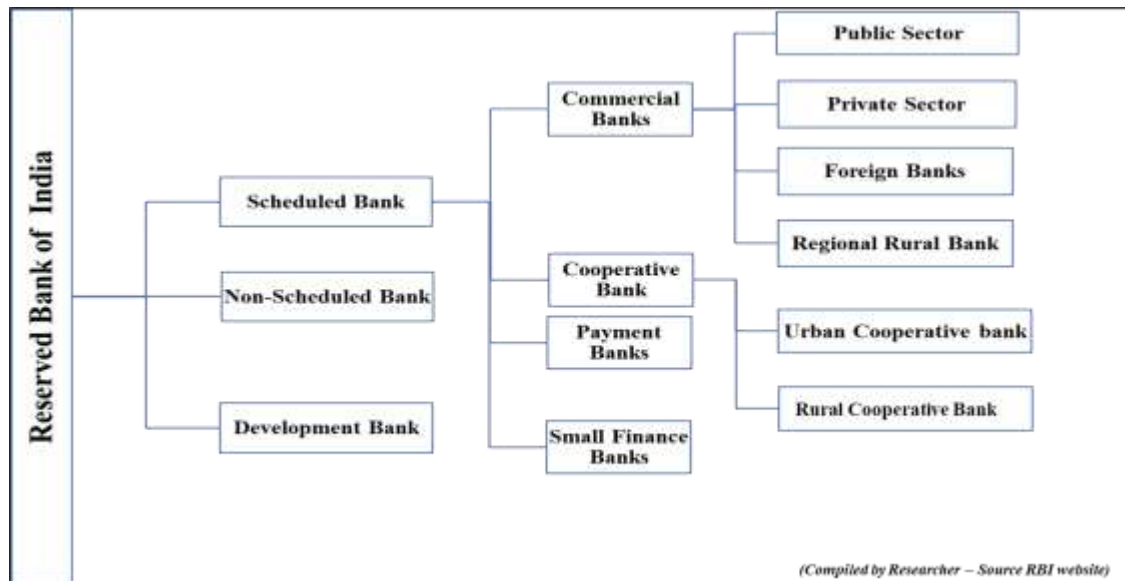 Reserved Bank of India
Scheduled Bank
Non-Scheduled Bank
Development Bank
Commercial
Banks
Cooperative
Bank
Payment
Banks
Small Finance
Banks
Public Sector
Private Sector
Foreign Banks
Regional Rural Bank
Urban Cooperative bank
Rural Cooperative Bank
(Compiled by Researcher – Source RBI website)